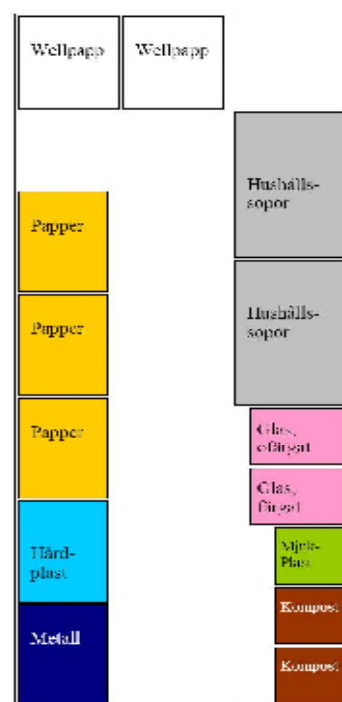 Wellpapp
Wellpapp
Hushålls-
sopor
Papper
Hushålls-
sopor
Papper
Papper
Glas,
ofärgat
Glas,
färgat
Hård-
plast
Mjuk-
Plast
Kompost
Metall
Kompost